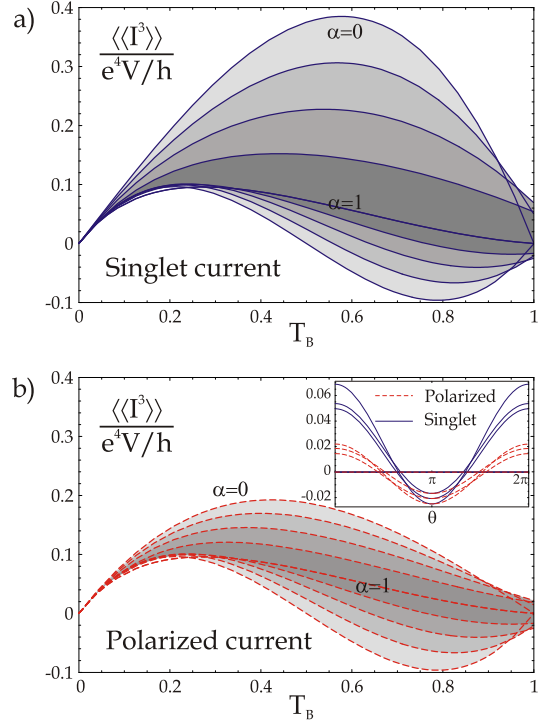 a)
0.4
0.3
0.2
0.1
0
-0.1
⟨⟨I³⟩⟩
e⁴V/h
α=0
α=1
Singlet current
0 0.2 0.4 0.6 0.8 1
T_B
b)
0.4
0.3
0.2
0.1
0
-0.1
⟨⟨I³⟩⟩
e⁴V/h
α=0
α=1
Polarized current
0 0.2 0.4 0.6 0.8 1
T_B
0.06
0.04
0.02
0
-0.02
Polarized
Singlet
π 2π
θ